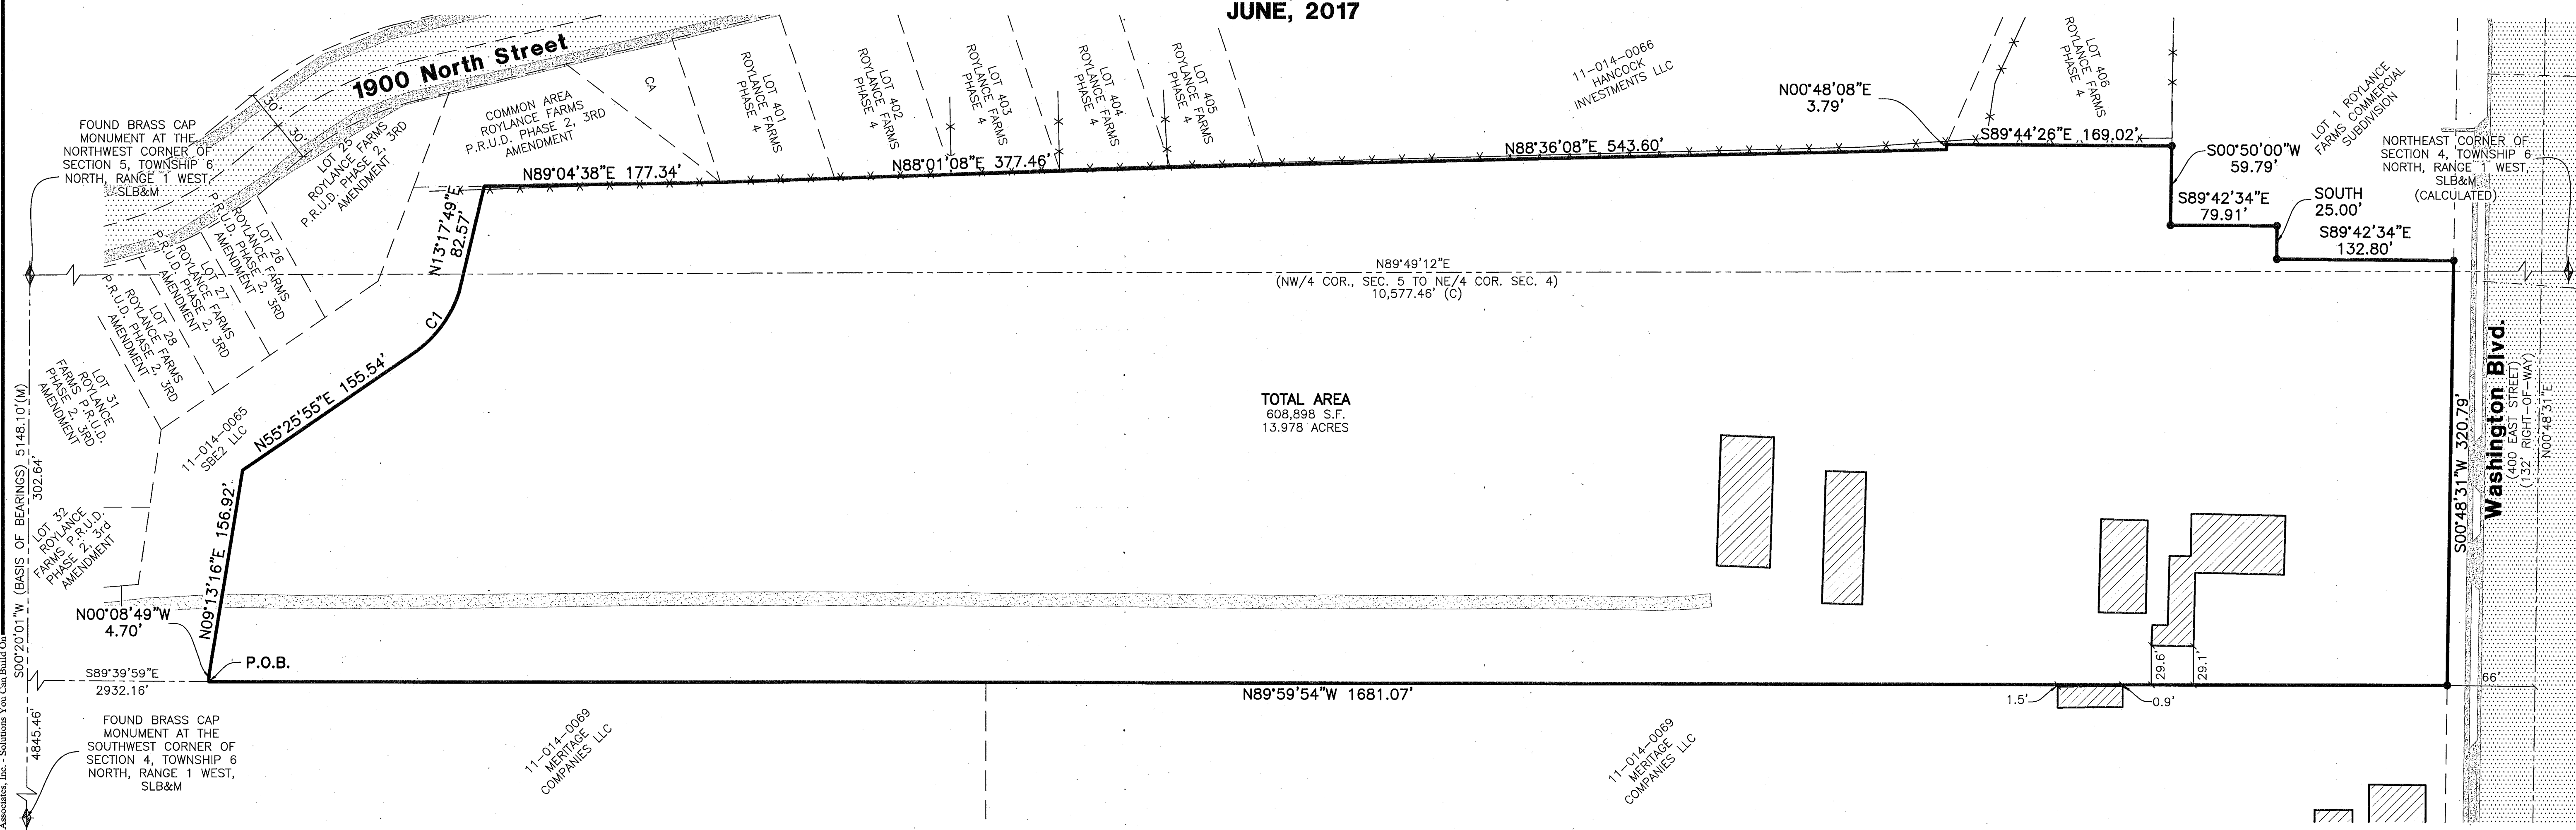 JUNE, 2017
1900 North Street
30'
30'
FOUND BRASS CAP
MONUMENT AT THE
NORTHWEST CORNER OF
SECTION 5, TOWNSHIP 6
NORTH, RANGE 1 WEST,
SLB&M
LOT 25
ROYLANCE FARMS
P.R.U.D. PHASE 2, 3RD
AMENDMENT
COMMON AREA
ROYLANCE FARMS
P.R.U.D. PHASE 2, 3RD
AMENDMENT
CA
LOT 401
ROYLANCE FARMS
PHASE 4
LOT 402
ROYLANCE FARMS
PHASE 4
LOT 403
ROYLANCE FARMS
PHASE 4
LOT 404
ROYLANCE FARMS
PHASE 4
LOT 405
ROYLANCE FARMS
PHASE 4
11-014-0066
HANCOCK
INVESTMENTS LLC
N00°48'08"E
3.79'
LOT 406
ROYLANCE FARMS
PHASE 4
LOT 1 ROYLANCE
FARMS COMMERCIAL
SUBDIVISION
NORTHEAST CORNER OF
SECTION 4, TOWNSHIP 6
NORTH, RANGE 1 WEST,
SLB&M
(CALCULATED)
N89°04'38"E 177.34'
N88°01'08"E 377.46'
N88°36'08"E 543.60'
S89°44'26"E 169.02'
S00°50'00"W
59.79'
S89°42'34"E
79.91'
SOUTH
25.00'
S89°42'34"E
132.80'
N13°17'49"E
82.57'
C1
N55°25'55"E 155.54'
LOT 26
ROYLANCE FARMS
P.R.U.D. PHASE 2, 3RD
AMENDMENT
LOT 27
ROYLANCE FARMS
P.R.U.D. PHASE 2, 3RD
AMENDMENT
LOT 28
ROYLANCE FARMS
P.R.U.D. PHASE 2, 3RD
AMENDMENT
LOT 31
ROYLANCE
FARMS P.R.U.D.
PHASE 2, 3RD
AMENDMENT
11-014-0065
SBE2 LLC
LOT 32
ROYLANCE
FARMS P.R.U.D.
PHASE 2, 3rd
AMENDMENT
N89°49'12"E
(NW/4 COR., SEC. 5 TO NE/4 COR. SEC. 4)
10,577.46' (C)
TOTAL AREA
608,898 S.F.
13.978 ACRES
S00°20'01"W (BASIS OF BEARINGS) 5148.10'(M)
302.64'
4845.46'
N09°13'16"E 156.92'
N00°08'49"W
4.70'
P.O.B.
S89°39'59"E
2932.16'
N89°59'54"W 1681.07'
S00°48'31"W 320.79'
Washington Blvd.
(400 EAST STREET)
(132' RIGHT-OF-WAY)
N00°48'31"E
29.6'
29.1'
1.5'
0.9'
66'
FOUND BRASS CAP
MONUMENT AT THE
SOUTHWEST CORNER OF
SECTION 4, TOWNSHIP 6
NORTH, RANGE 1 WEST,
SLB&M
11-014-0069
MERITAGE
COMPANIES LLC
11-014-0069
MERITAGE
COMPANIES LLC
Associates, Inc. - Solutions You Can Build On